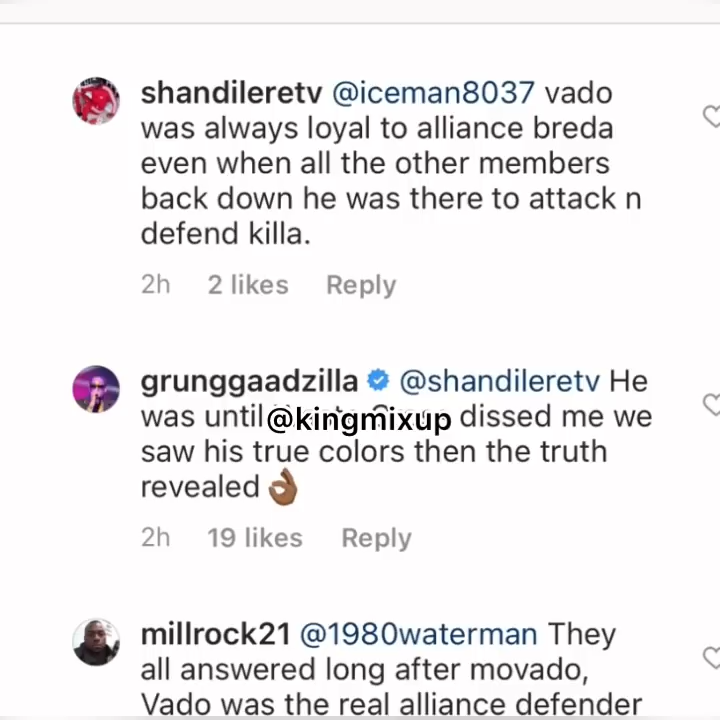 shandileretv @iceman8037 vado
was always loyal to alliance breda
even when all the other members
back down he was there to attack n
defend killa.
2h 2 likes Reply
grunggaadzilla @shandileretv He
was until @kingmixup dissed me we
saw his true colors then the truth
revealed 👌🏾
2h 19 likes Reply
millrock21 @1980waterman They
all answered long after movado,
Vado was the real alliance defender